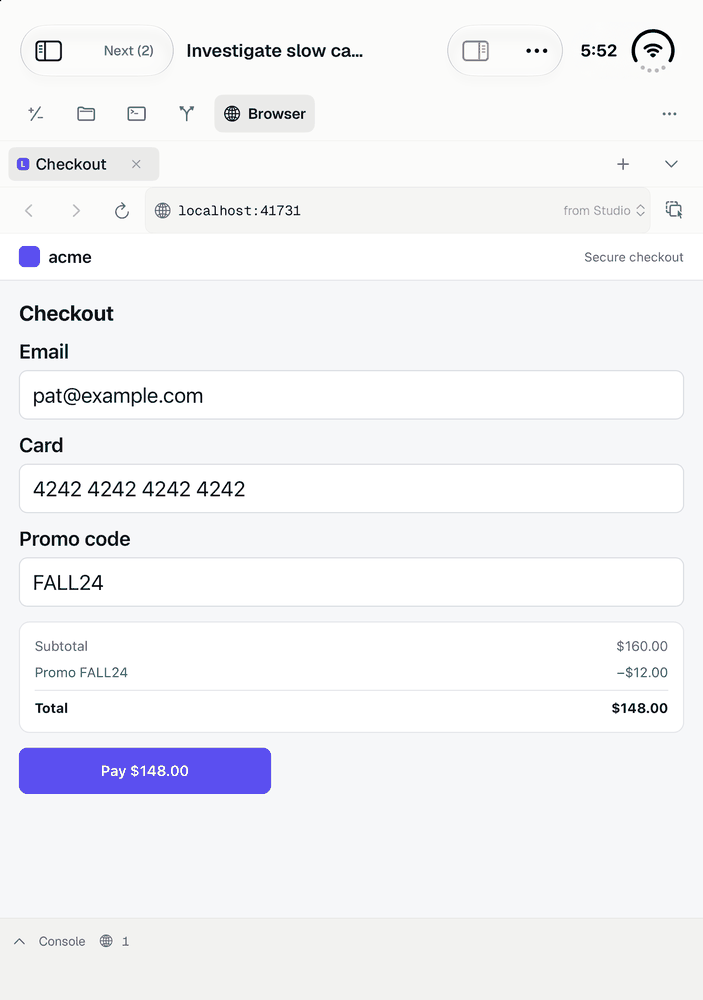 Next (2) Investigate slow ca... 5:52
Browser
L Checkout
localhost:41731 from Studio
acme Secure checkout
Checkout
Email
pat@example.com
Card
4242 4242 4242 4242
Promo code
FALL24
Subtotal $160.00
Promo FALL24 −$12.00
Total $148.00
Pay $148.00
Console 1